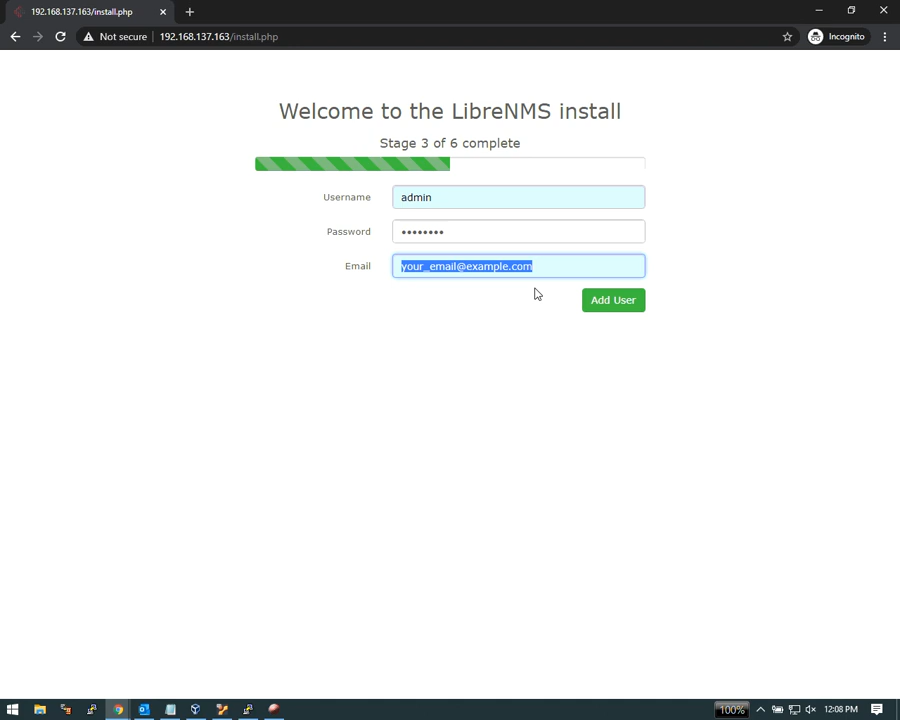 192.168.137.163/install.php
Not secure
192.168.137.163/install.php
Incognito
Welcome to the LibreNMS install
Stage 3 of 6 complete
Username
admin
Password
••••••••
Email
your_email@example.com
Add User
100%
12:08 PM